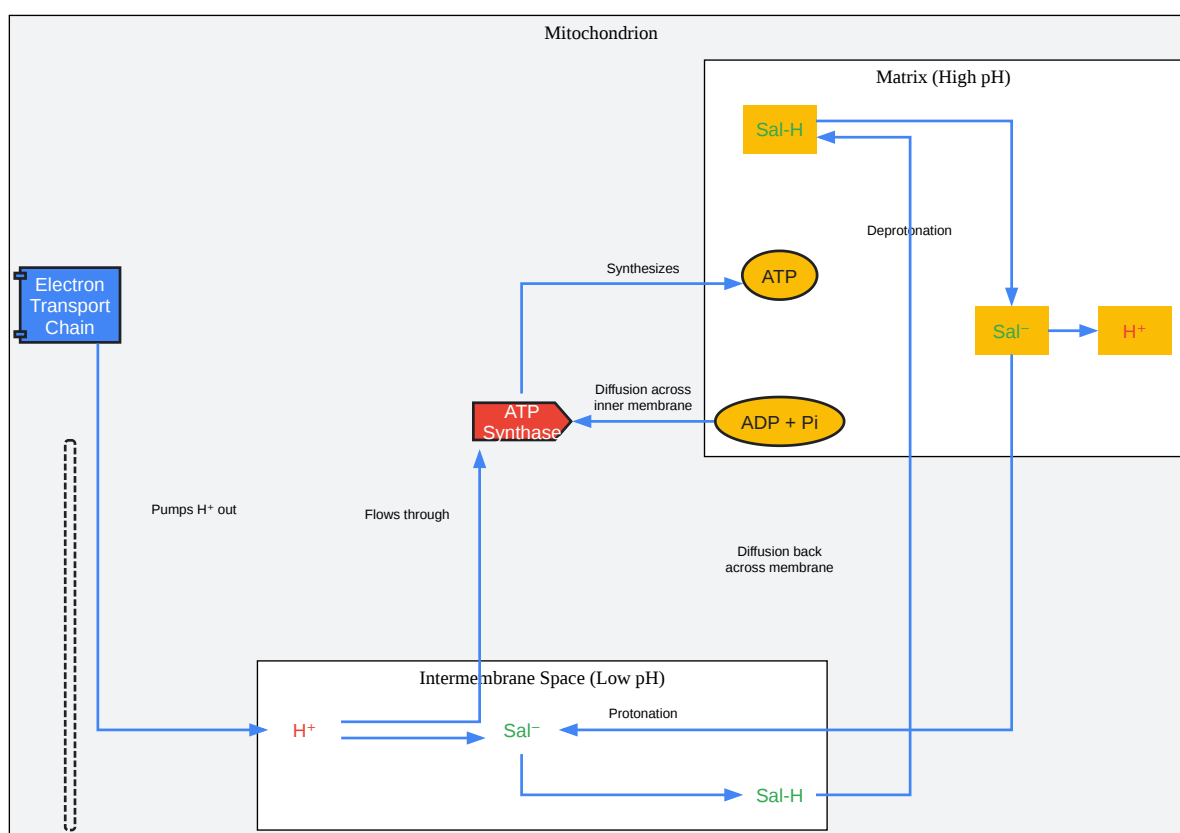 Mitochondrion
Matrix (High pH)
Sal-H
Deprotonation
Synthesizes
ATP
Electron
Transport
Chain
Sal⁻
H⁺
Diffusion across
inner membrane
ATP
Synthase
ADP + Pi
Pumps H⁺ out
Flows through
Diffusion back
across membrane
Intermembrane Space (Low pH)
Protonation
H⁺
Sal⁻
Sal-H